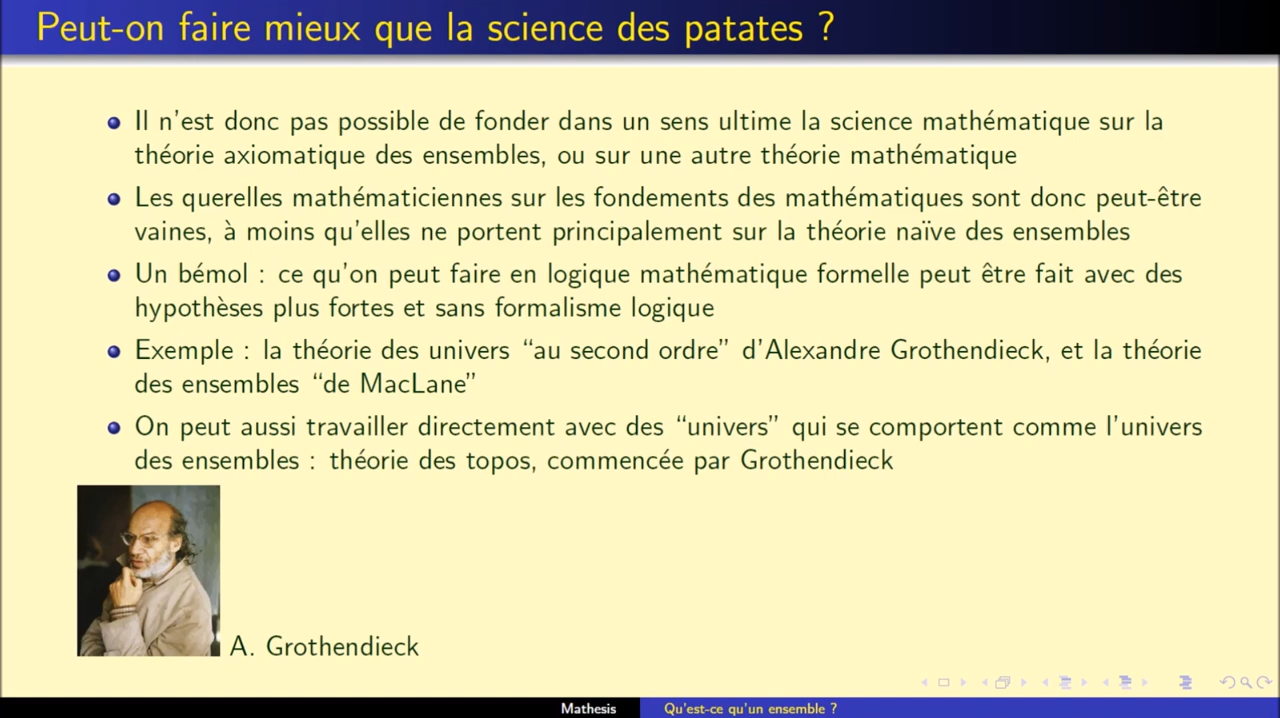 Peut-on faire mieux que la science des patates ?
Il n'est donc pas possible de fonder dans un sens ultime la science mathématique sur la
théorie axiomatique des ensembles, ou sur une autre théorie mathématique
Les querelles mathématiciennes sur les fondements des mathématiques sont donc peut-être
vaines, à moins qu'elles ne portent principalement sur la théorie naïve des ensembles
Un bémol : ce qu'on peut faire en logique mathématique formelle peut être fait avec des
hypothèses plus fortes et sans formalisme logique
Exemple : la théorie des univers “au second ordre” d'Alexandre Grothendieck, et la théorie
des ensembles “de MacLane”
On peut aussi travailler directement avec des “univers” qui se comportent comme l'univers
des ensembles : théorie des topos, commencée par Grothendieck
A. Grothendieck
Mathesis
Qu'est-ce qu'un ensemble ?